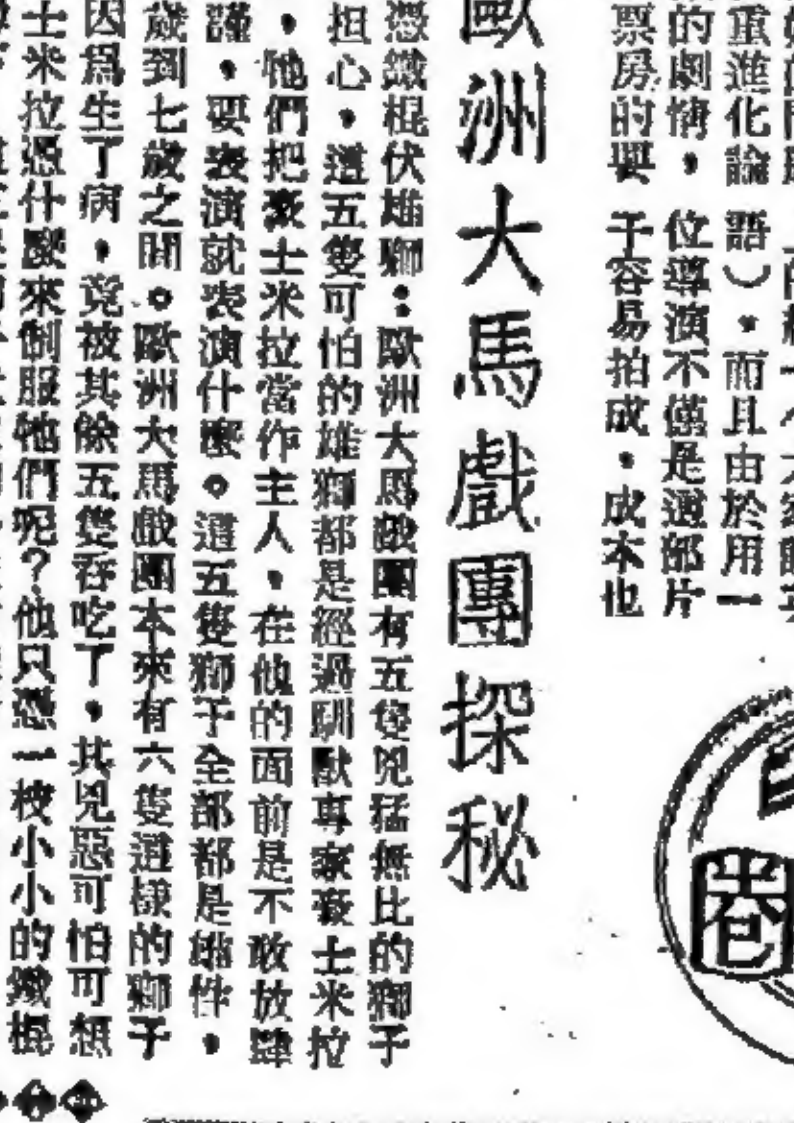 重進化論 語），而且由於用一
的劇情，位導演不僅是這部片
票房的要 于容易拍成，成本也
歐洲大馬戲團探秘
憑鐵棍伏雄獅：歐洲大馬戲團有五隻兇猛無比的獅子
担心，這五隻可怕的雄獅都是經過馴獸專家薮士米拉
，牠們把薮士米拉當作主人，在他的面前是不敢放肆
謹，要表演就表演什麼。這五隻獅子全部都是雄性，
歲到七歲之間。歐洲大馬戲團本來有六隻這樣的獅子
因爲生了病，竟被其餘五隻吞吃了，其兇惡可怕可想
士米拉憑什麼來制服牠們呢？他只憑一枝小小的鐵棍
圈